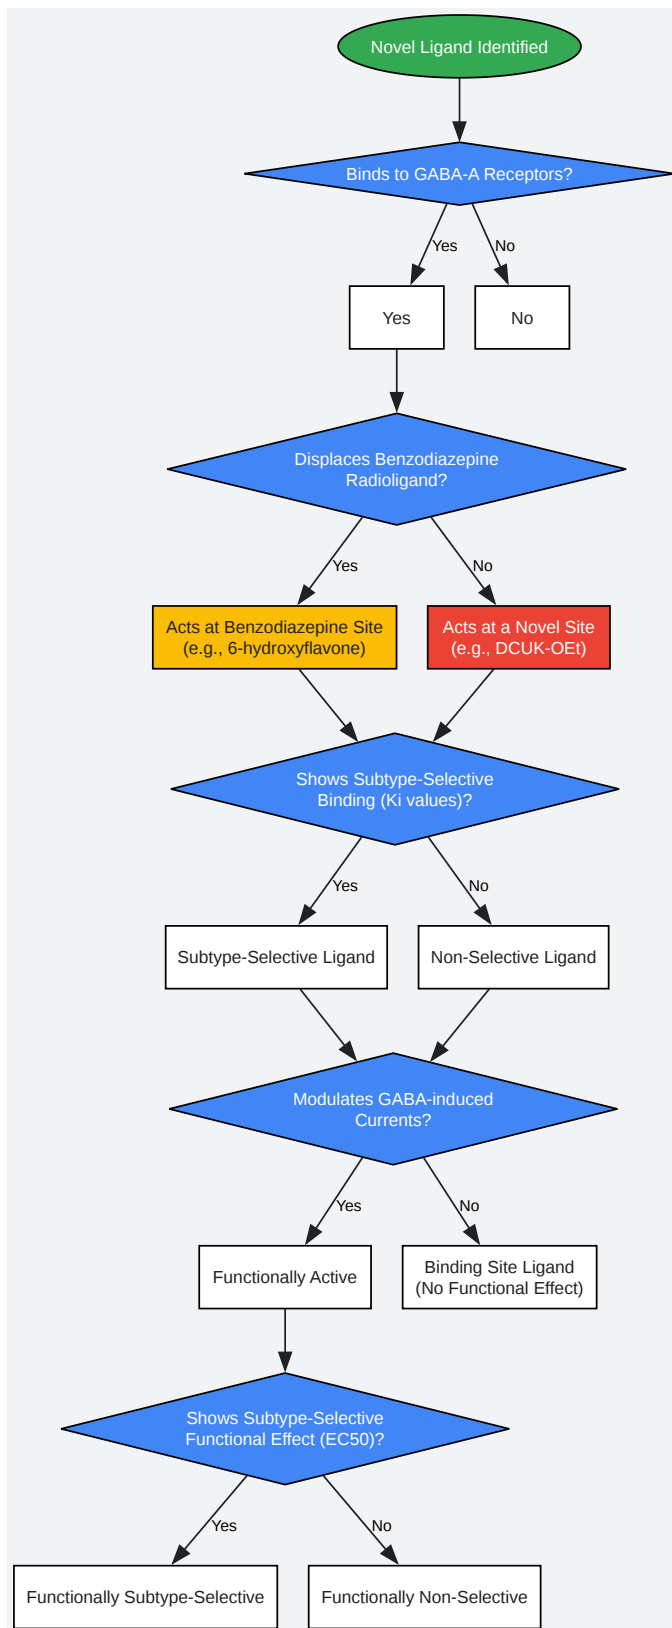 Novel Ligand Identified
Binds to GABA-A Receptors?
Yes
No
Yes
No
Displaces Benzodiazepine
Radioligand?
Yes
No
Acts at Benzodiazepine Site
(e.g., 6-hydroxyflavone)
Acts at a Novel Site
(e.g., DCUK-OEt)
Shows Subtype-Selective
Binding (Ki values)?
Yes
No
Subtype-Selective Ligand
Non-Selective Ligand
Modulates GABA-induced
Currents?
Yes
No
Functionally Active
Binding Site Ligand
(No Functional Effect)
Shows Subtype-Selective
Functional Effect (EC50)?
Yes
No
Functionally Subtype-Selective
Functionally Non-Selective